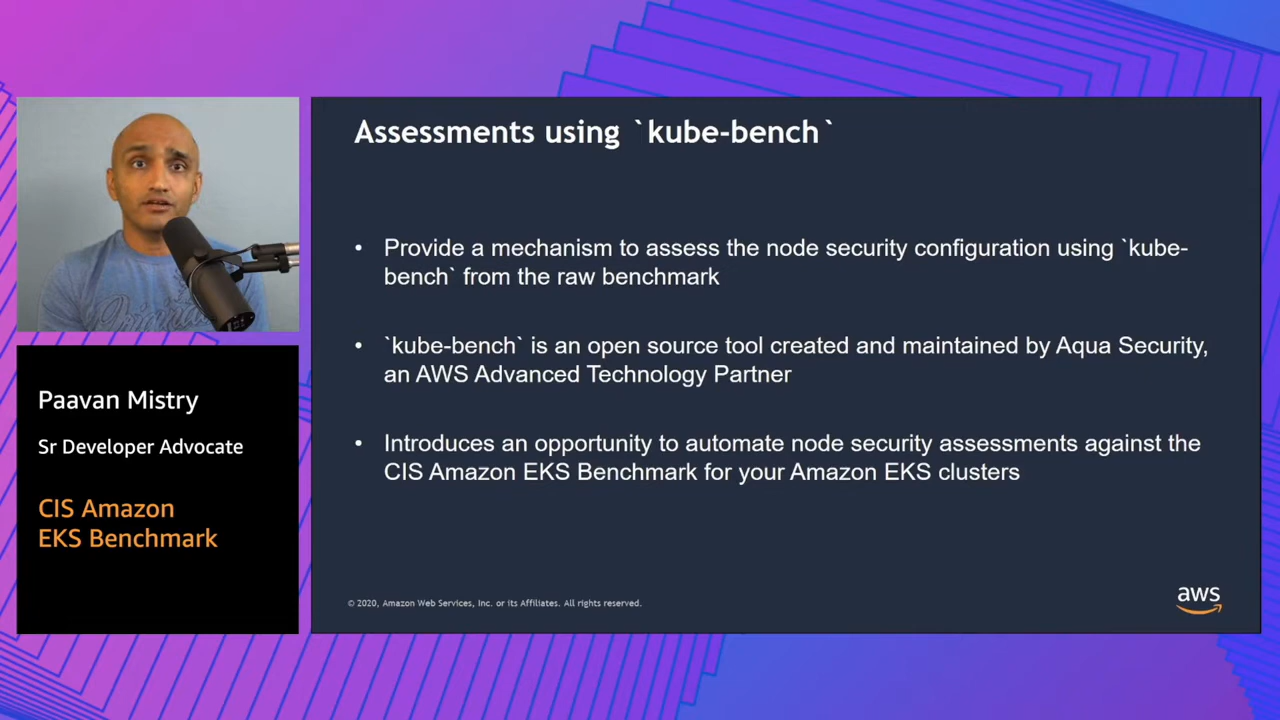 Assessments using `kube-bench`
• Provide a mechanism to assess the node security configuration using `kube-
bench` from the raw benchmark
• `kube-bench` is an open source tool created and maintained by Aqua Security,
an AWS Advanced Technology Partner
• Introduces an opportunity to automate node security assessments against the
CIS Amazon EKS Benchmark for your Amazon EKS clusters
© 2020, Amazon Web Services, Inc. or its Affiliates. All rights reserved.
aws
Paavan Mistry
Sr Developer Advocate
CIS Amazon
EKS Benchmark